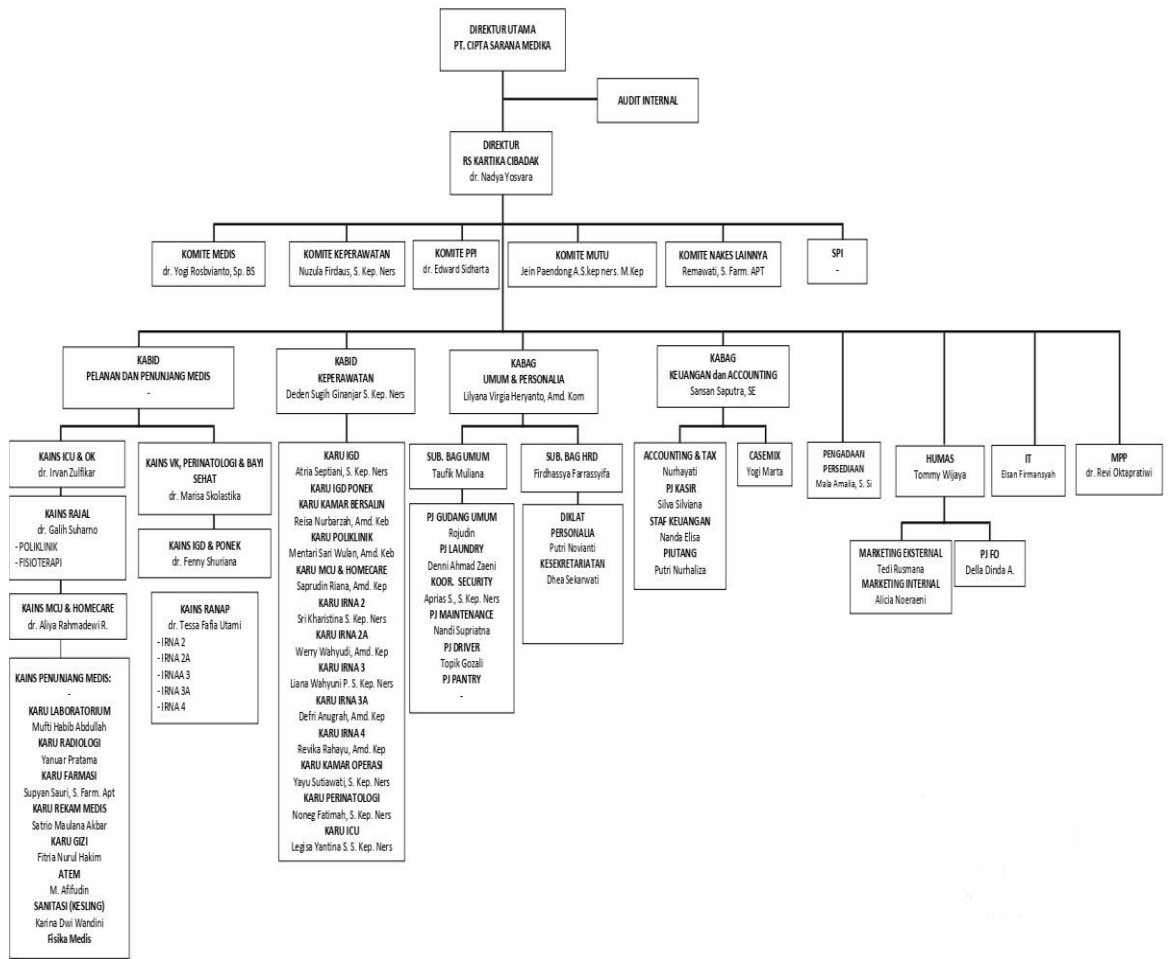 DIREKTUR UTAMA
PT. CIPTA SARANA MEDIKA
AUDIT INTERNAL
DIREKTUR
RS KARTIKA CIBADAK
dr. Nadya Yosvara
KOMITE MEDIS
dr. Yogi Rosbvianto, Sp. BS
KOMITE KEPERAWATAN
Nuzula Firdaus, S. Kep. Ners
KOMITE PPI
dr. Edward Sidharta
KOMITE MUTU
Jein Paendong A.S.kep ners. M.Kep
KOMITE NAKES LAINNYA
Remawati, S. Farm. APT
SPI
-
KABID
PELANAN DAN PENUNJANG MEDIS
-
KABID
KEPERAWATAN
Deden Sugih Ginanjar S. Kep. Ners
KABAG
UMUM & PERSONALIA
Lilyana Virgia Heryanto, Amd. Kom
KABAG
KEUANGAN dan ACCOUNTING
Sansan Saputra, SE
PENGADAAN
PERSEDIAAN
Mala Amalia, S. Si
HUMAS
Tommy Wijaya
IT
Elsan Firmansyah
MPP
dr. Revi Oktapratiwi
KAINS ICU & OK
dr. Irvan Zulfikar
KAINS RAJAL
dr. Galih Suharno
- POLIKLINIK
- FISIOTERAPI
KAINS MCU & HOMECARE
dr. Aliya Rahmadewi R.
KAINS PENUNJANG MEDIS:
-
KARU LABORATORIUM
Mufti Habib Abdullah
KARU RADIOLOGI
Yanuar Pratama
KARU FARMASI
Supyan Sauri, S. Farm. Apt
KARU REKAM MEDIS
Satrio Maulana Akbar
KARU GIZI
Fitria Nurul Hakim
ATEM
M. Afifudin
SANITASI (KESLING)
Karina Dwi Wandini
Fisika Medis
KAINS VK, PERINATOLOGI & BAYI
SEHAT
dr. Marisa Skolastika
KAINS IGD & PONEK
dr. Fenny Shuriana
KAINS RANAP
dr. Tessa Fafia Utami
- IRNA 2
- IRNA 2A
- IRNAA 3
- IRNA 3A
- IRNA 4
KARU IGD
Atria Septiani, S. Kep. Ners
KARU IGD PONEK
KARU KAMAR BERSALIN
Reisa Nurbarzah, Amd. Keb
KARU POLIKLINIK
Mentari Sari Wulan, Amd. Keb
KARU MCU & HOMECARE
Saprudin Riana, Amd. Kep
KARU IRNA 2
Sri Kharistina S. Kep. Ners
KARU IRNA 2A
Werry Wahyudi, Amd. Kep
KARU IRNA 3
Liana Wahyuni P. S. Kep. Ners
KARU IRNA 3A
Defri Anugrah, Amd. Kep
KARU IRNA 4
Revika Rahayu, Amd. Kep
KARU KAMAR OPERASI
Yayu Sutiawati, S. Kep. Ners
KARU PERINATOLOGI
Noneg Fatimah, S. Kep. Ners
KARU ICU
Legisa Yantina S. S. Kep. Ners
SUB. BAG UMUM
Taufik Muliana
PJ GUDANG UMUM
Rojudin
PJ LAUNDRY
Denni Ahmad Zaeni
KOOR. SECURITY
Aprias S., S. Kep. Ners
PJ MAINTENANCE
Nandi Supriatna
PJ DRIVER
Topik Gozali
PJ PANTRY
-
SUB. BAG HRD
Firdhassya Farrassyifa
DIKLAT
PERSONALIA
Putri Novianti
KESEKRETARIATAN
Dhea Sekarwati
ACCOUNTING & TAX
Nurhayati
PJ KASIR
Silva Silviana
STAF KEUANGAN
Nanda Elisa
PIUTANG
Putri Nurhaliza
CASEMIX
Yogi Marta
MARKETING EKSTERNAL
Tedi Rusmana
MARKETING INTERNAL
Alicia Noeraeni
PJ FO
Della Dinda A.